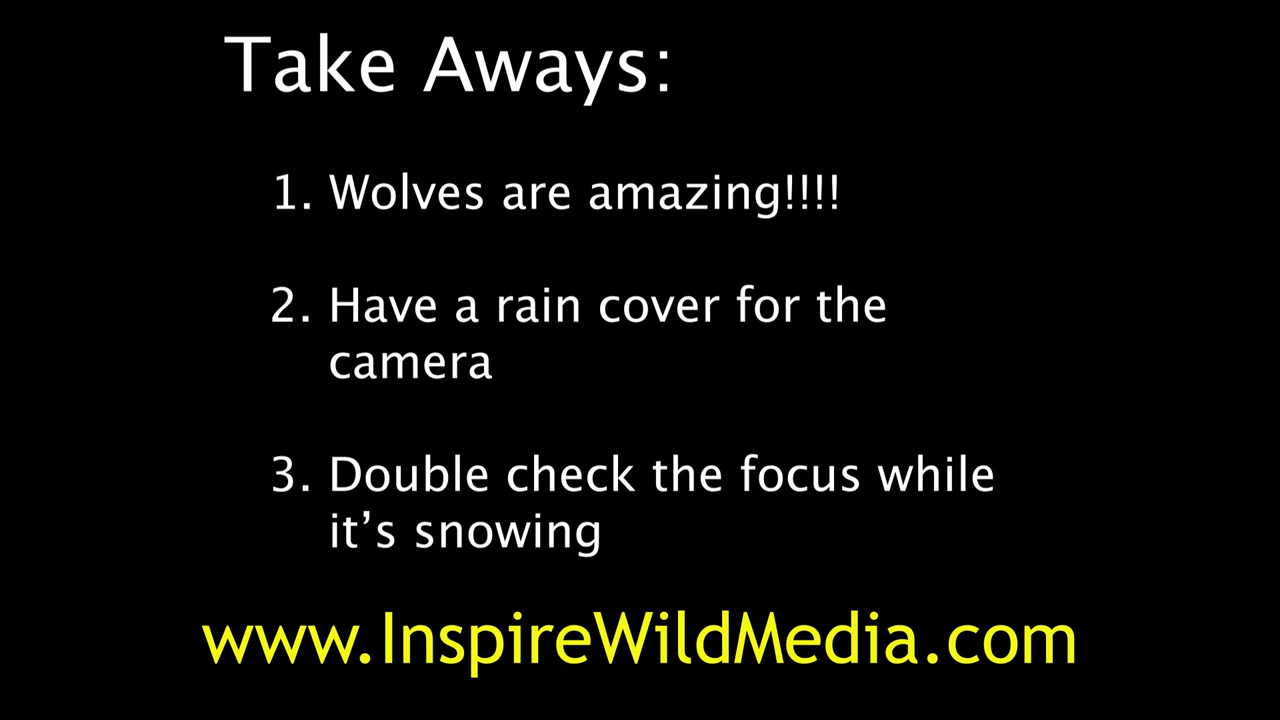 Take Aways:
1. Wolves are amazing!!!!
2. Have a rain cover for the
camera
3. Double check the focus while
it’s snowing
www.InspireWildMedia.com